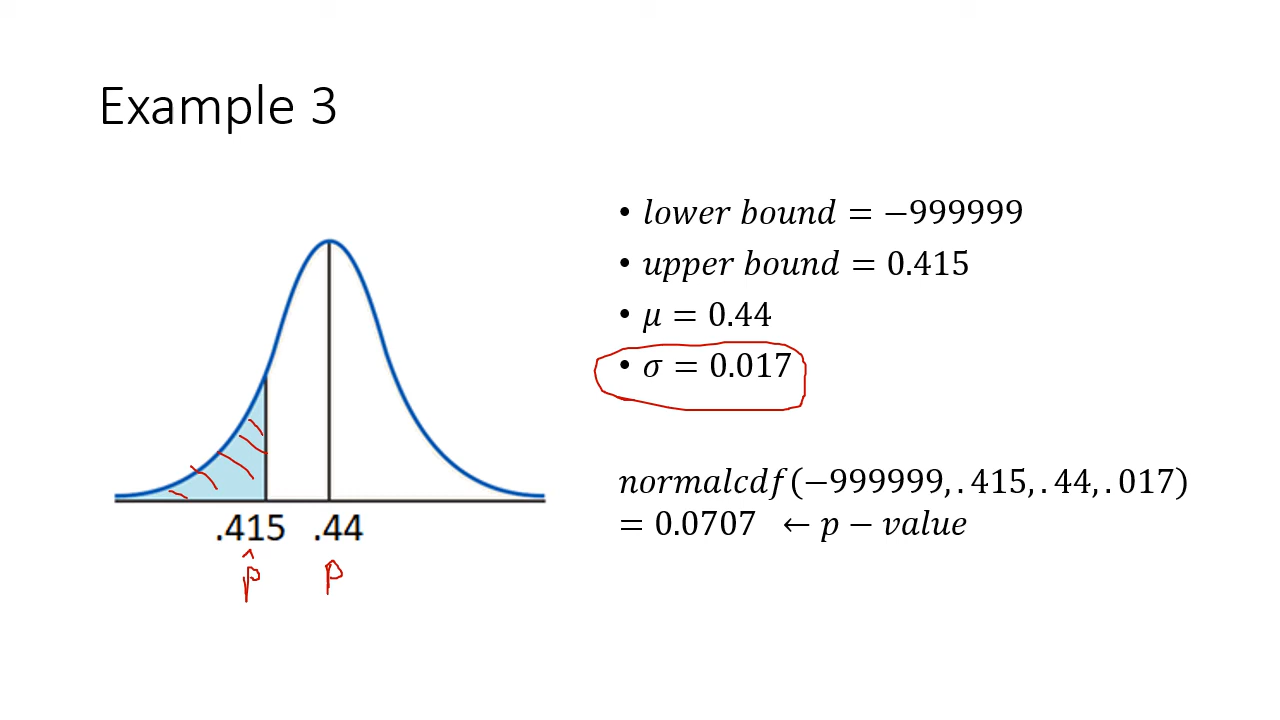 Example 3
• lower bound = −999999
• upper bound = 0.415
• μ = 0.44
• σ = 0.017
normalcdf(−999999, .415, .44, .017)
= 0.0707 ← p − value
.415 .44
p̂ p